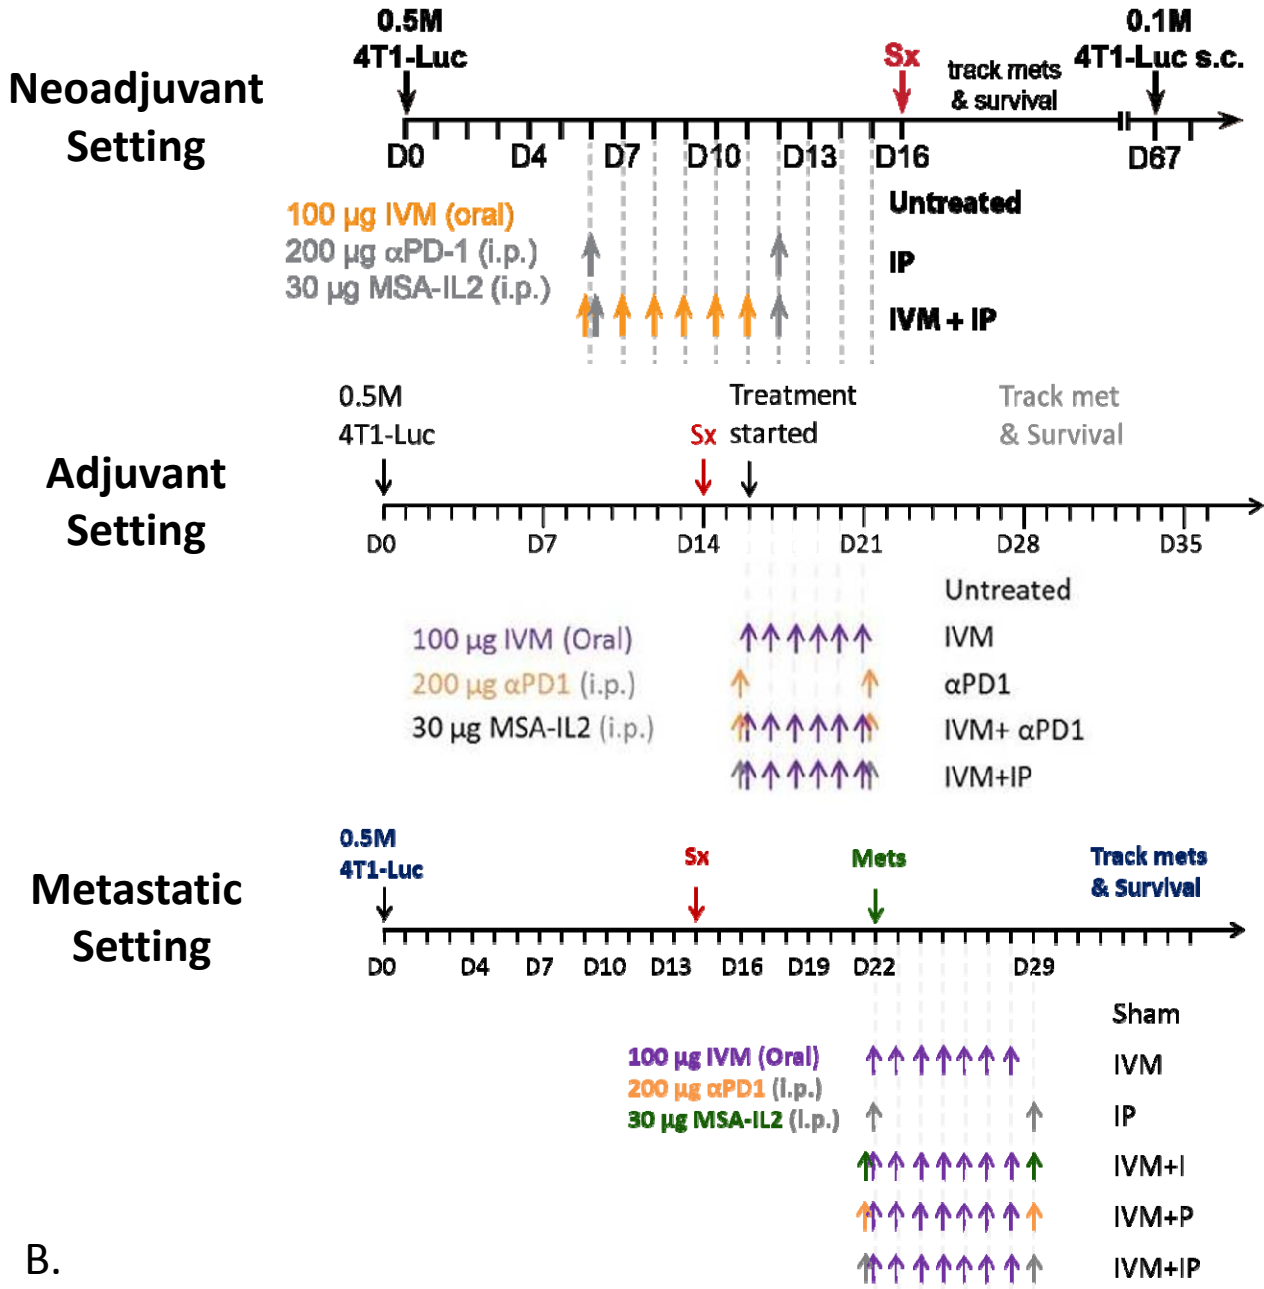 0.5M
4T1-Luc
Sx
track mets
& survival
0.1M
4T1-Luc s.c.
Neoadjuvant
Setting
D0 D4 D7 D10 D13 D16 D67
100 µg IVM (oral)
200 µg αPD-1 (i.p.)
30 µg MSA-IL2 (i.p.)
Untreated
IP
IVM + IP
0.5M
4T1-Luc
Sx
Treatment
started
Track met
& Survival
Adjuvant
Setting
D0 D7 D14 D21 D28 D35
100 µg IVM (Oral)
200 µg αPD1 (i.p.)
30 µg MSA-IL2 (i.p.)
Untreated
IVM
αPD1
IVM+ αPD1
IVM+IP
0.5M
4T1-Luc
Sx
Mets
Track mets
& Survival
Metastatic
Setting
D0 D4 D7 D10 D13 D16 D19 D22 D29
100 µg IVM (Oral)
200 µg αPD1 (i.p.)
30 µg MSA-IL2 (i.p.)
Sham
IVM
IP
IVM+I
IVM+P
IVM+IP
B.